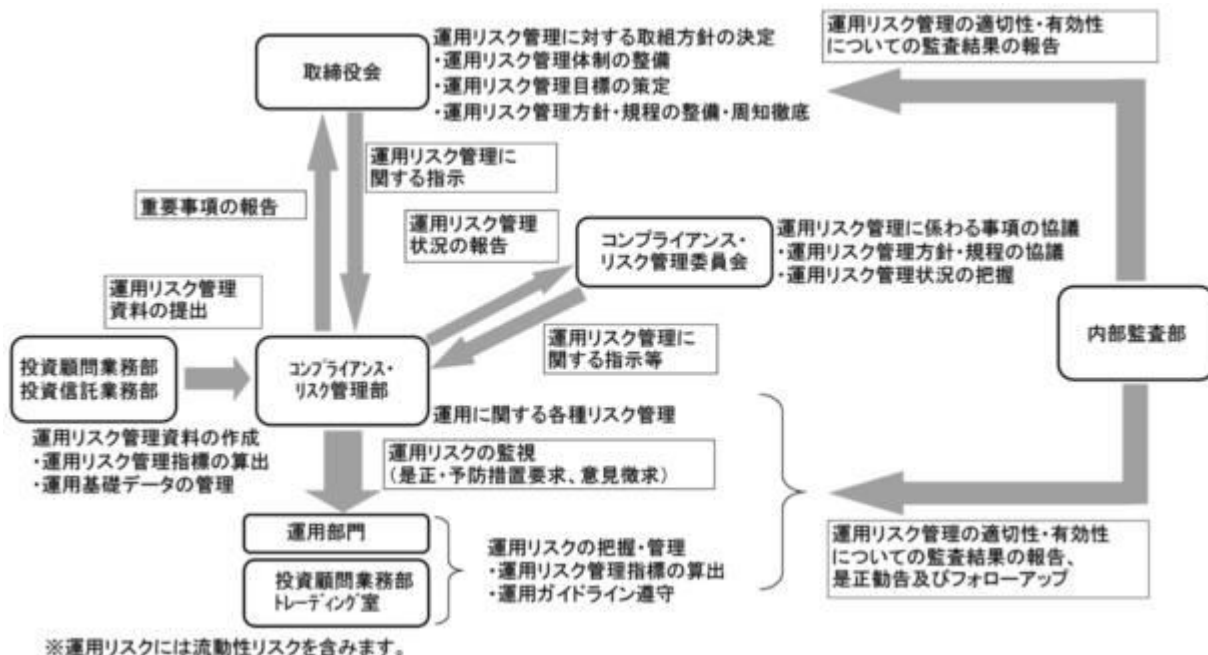 取締役会
運用リスク管理に対する取組方針の決定
・運用リスク管理体制の整備
・運用リスク管理目標の策定
・運用リスク管理方針・規程の整備・周知徹底
運用リスク管理の適切性・有効性
についての監査結果の報告
運用リスク管理に
関する指示
重要事項の報告
運用リスク管理
状況の報告
コンプライアンス・
リスク管理委員会
運用リスク管理に係わる事項の協議
・運用リスク管理方針・規程の協議
・運用リスク管理状況の把握
運用リスク管理
資料の提出
運用リスク管理に
関する指示等
内部監査部
投資顧問業務部
投資信託業務部
コンプライアンス・
リスク管理部
運用に関する各種リスク管理
運用リスク管理資料の作成
・運用リスク管理指標の算出
・運用基礎データの管理
運用リスクの監視
（是正・予防措置要求、意見徴求）
運用部門
投資顧問業務部
トレーディング室
運用リスクの把握・管理
・運用リスク管理指標の算出
・運用ガイドライン遵守
運用リスク管理の適切性・有効性
についての監査結果の報告、
是正勧告及びフォローアップ
※運用リスクには流動性リスクを含みます。